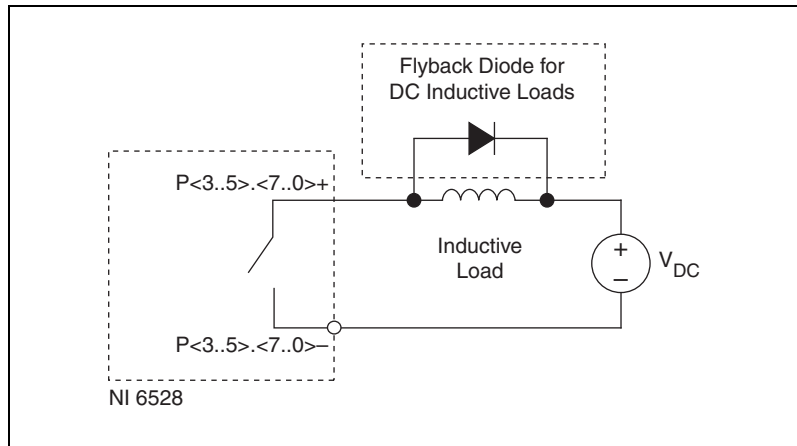 Flyback Diode for
DC Inductive Loads
P<3..5>.<7..0>+
Inductive
Load
+
–
VDC
P<3..5>.<7..0>–
NI 6528